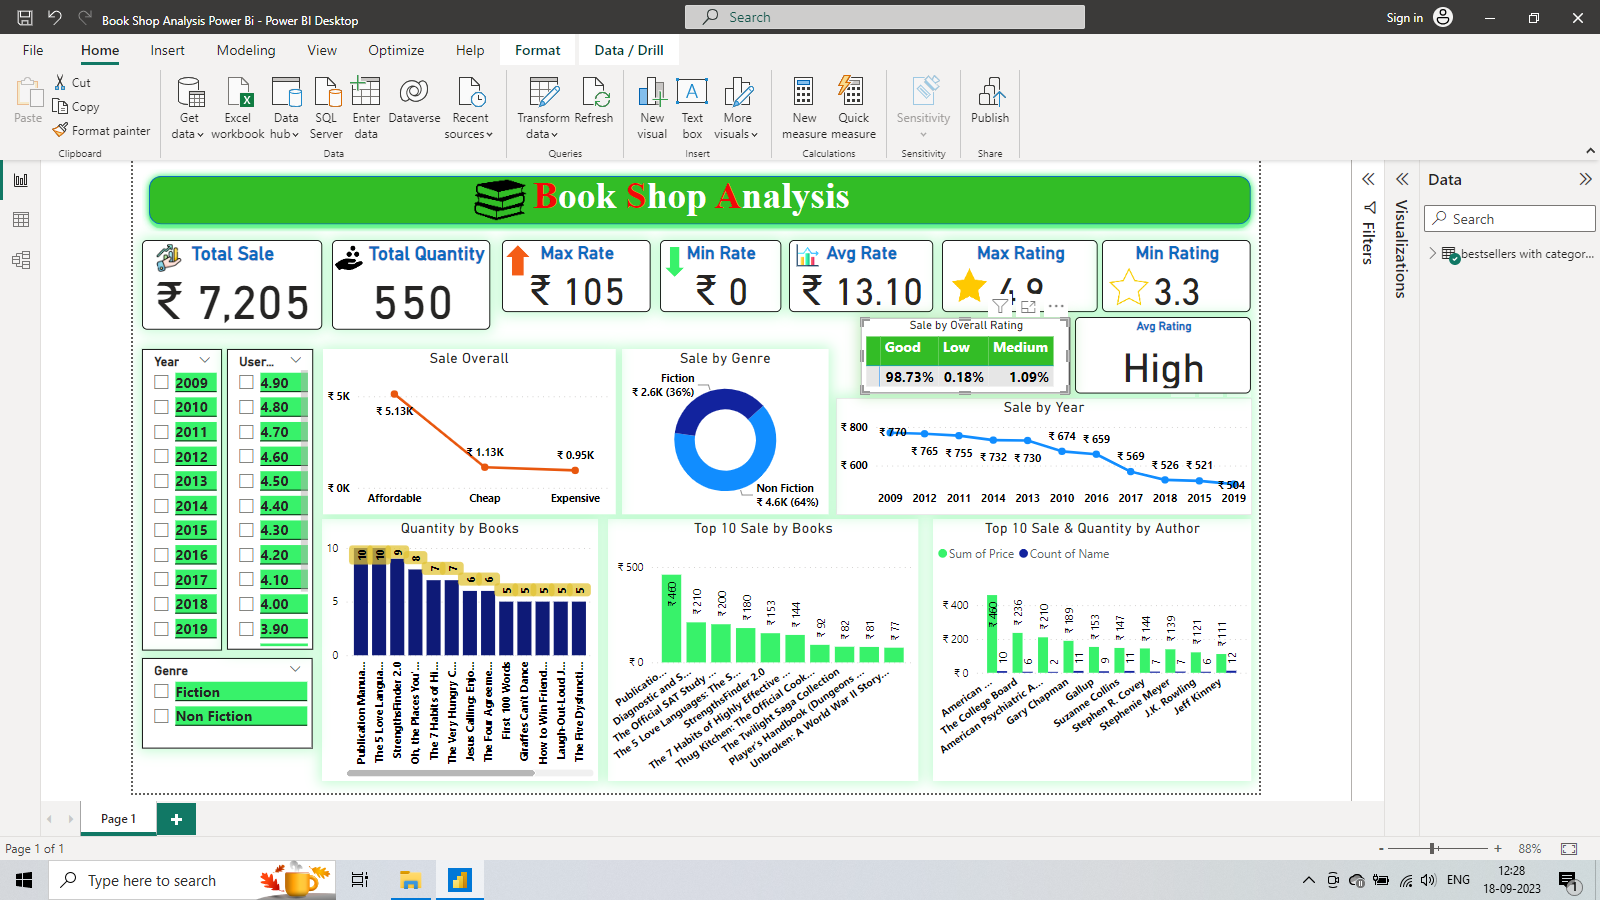 Book Shop Analysis Power Bi - Power BI Desktop
Search
Sign in
File
Home
Insert
Modeling
View
Optimize
Help
Format
Data / Drill
Paste
Cut
Copy
Format painter
Clipboard
Get data
Excel workbook
Data hub
SQL Server
Enter data
Dataverse
Recent sources
Data
Transform data
Refresh
Queries
New visual
Text box
More visuals
Insert
New measure
Quick measure
Calculations
Sensitivity
Sensitivity
Publish
Share
Book Shop Analysis
Total Sale
₹ 7,205
Total Quantity
550
Max Rate
₹ 105
Min Rate
₹ 0
Avg Rate
₹ 13.10
Max Rating
4.9
Min Rating
3.3
Sale by Overall Rating
Good Low Medium
98.73% 0.18% 1.09%
Avg Rating
High
Year
2009
2010
2011
2012
2013
2014
2015
2016
2017
2018
2019
User...
4.90
4.80
4.70
4.60
4.50
4.40
4.30
4.20
4.10
4.00
3.90
Genre
Fiction
Non Fiction
Sale Overall
₹ 5K
₹ 0K
₹ 5.13K
₹ 1.13K
₹ 0.95K
Affordable
Cheap
Expensive
Sale by Genre
Fiction
₹ 2.6K (36%)
Non Fiction
₹ 4.6K (64%)
Sale by Year
₹ 800
₹ 600
₹ 770
₹ 765
₹ 755
₹ 732
₹ 730
₹ 674
₹ 659
₹ 569
₹ 526
₹ 521
₹ 504
2009 2012 2011 2014 2013 2010 2016 2017 2018 2015 2019
Quantity by Books
10
5
0
10
10
9
8
7
7
6
6
5
5
5
5
5
Publication Manua...
The 5 Love Langua...
StrengthsFinder 2.0
Oh, the Places You'...
The 7 Habits of Hi...
The Very Hungry C...
Jesus Calling: Enjo...
The Four Agreeme...
First 100 Words
Giraffes Can't Dance
How to Win Friend...
Laugh-Out-Loud J...
The Five Dysfuncti...
Top 10 Sale by Books
₹ 500
₹ 0
₹ 460
₹ 210
₹ 200
₹ 180
₹ 153
₹ 144
₹ 92
₹ 82
₹ 81
₹ 77
Publicatio...
Diagnostic and S...
The Official SAT Study ...
The 5 Love Languages: The S...
StrengthsFinder 2.0
The 7 Habits of Highly Effective ...
Thug Kitchen: The Official Cook...
The Twilight Saga Collection
Player's Handbook (Dungeons ...
Unbroken: A World War II Story...
Top 10 Sale & Quantity by Author
Sum of Price
Count of Name
₹ 400
₹ 200
₹ 0
₹ 460
10
₹ 236
6
₹ 210
2
₹ 189
11
₹ 153
9
₹ 147
11
₹ 144
7
₹ 139
7
₹ 121
6
₹ 111
12
American ...
The College Board
American Psychiatric A...
Gary Chapman
Gallup
Suzanne Collins
Stephen R. Covey
Stephenie Meyer
J.K. Rowling
Jeff Kinney
Filters
Visualizations
Data
Search
bestsellers with categor...
Page 1
Page 1 of 1
88%
Type here to search
ENG
12:28
18-09-2023
1